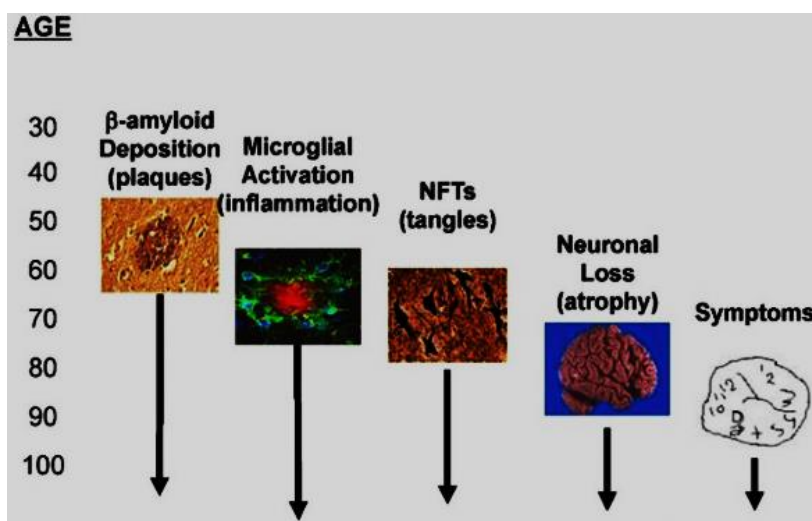 AGE
30
40
50
60
70
80
90
100
β-amyloid
Deposition
(plaques)
Microglial
Activation
(inflammation)
NFTs
(tangles)
Neuronal
Loss
(atrophy)
Symptoms